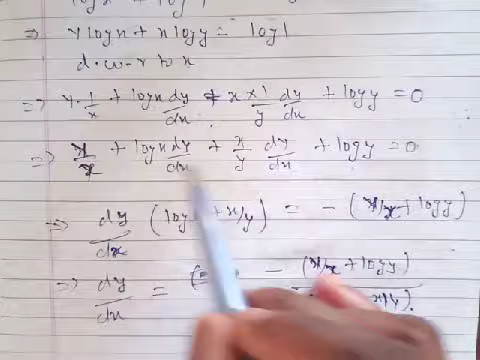 ⇒ y log x + x log y = log 1
d.w.r to x
⇒ y · 1/x + log x dy/dx + x × 1/y dy/dx + log y = 0
⇒ y/x + log x dy/dx + x/y dy/dx + log y = 0
⇒ dy/dx (log + x/y) = - (y/x + log y)
⇒ dy/dx = - (y/x + log y) / x/y).